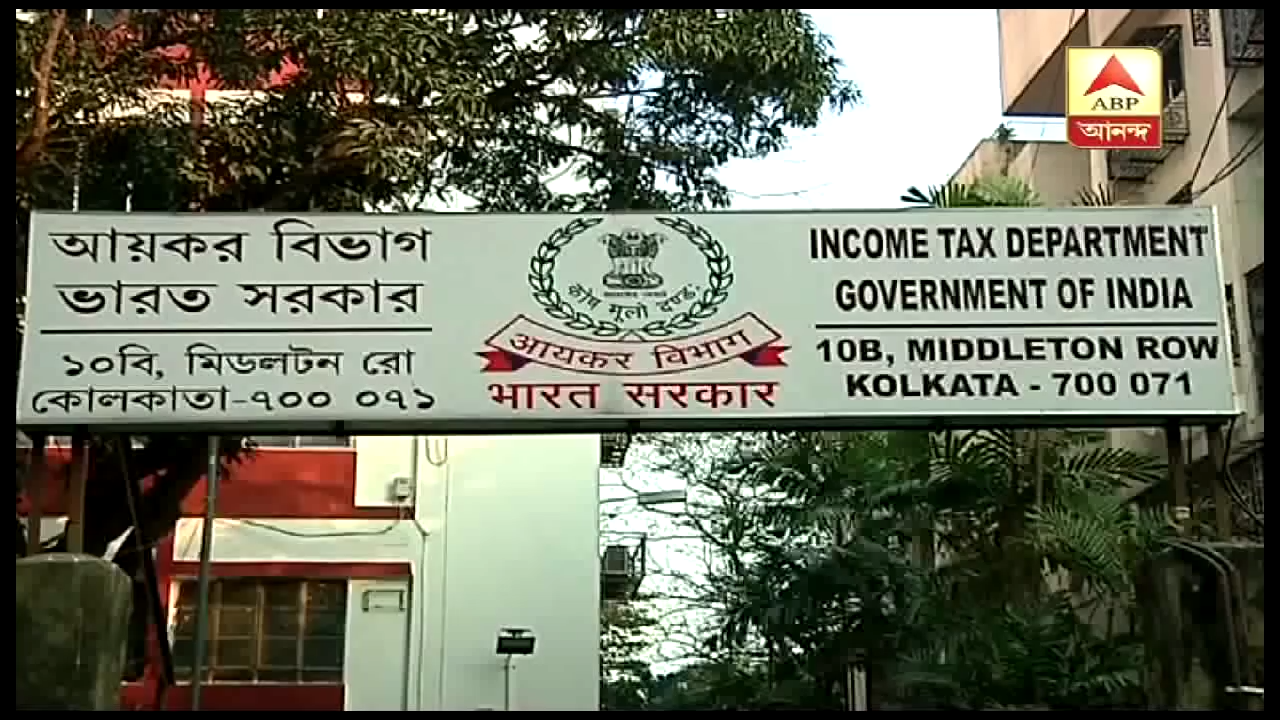 ABP
আনন্দ
আয়কর বিভাগ
ভারত সরকার
১০বি, মিডলটন রো
কোলকাতা-৭০০ ০৭১
कोष मूलो दण्ड:
आयकर विभाग
भारत सरकार
INCOME TAX DEPARTMENT
GOVERNMENT OF INDIA
10B, MIDDLETON ROW
KOLKATA - 700 071